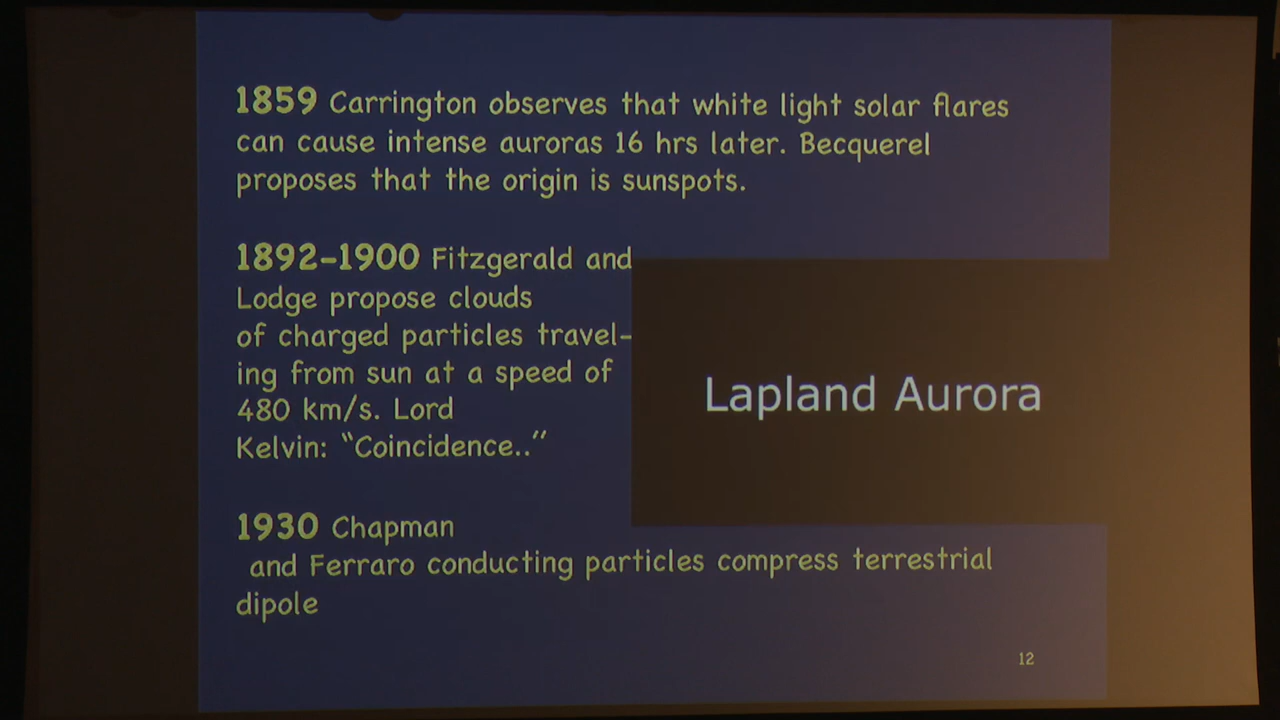 1859 Carrington observes that white light solar flares
can cause intense auroras 16 hrs later. Becquerel
proposes that the origin is sunspots.
1892-1900 Fitzgerald and
Lodge propose clouds
of charged particles travel-
ing from sun at a speed of
480 km/s. Lord
Kelvin: “Coincidence..”
Lapland Aurora
1930 Chapman
and Ferraro conducting particles compress terrestrial
dipole
12